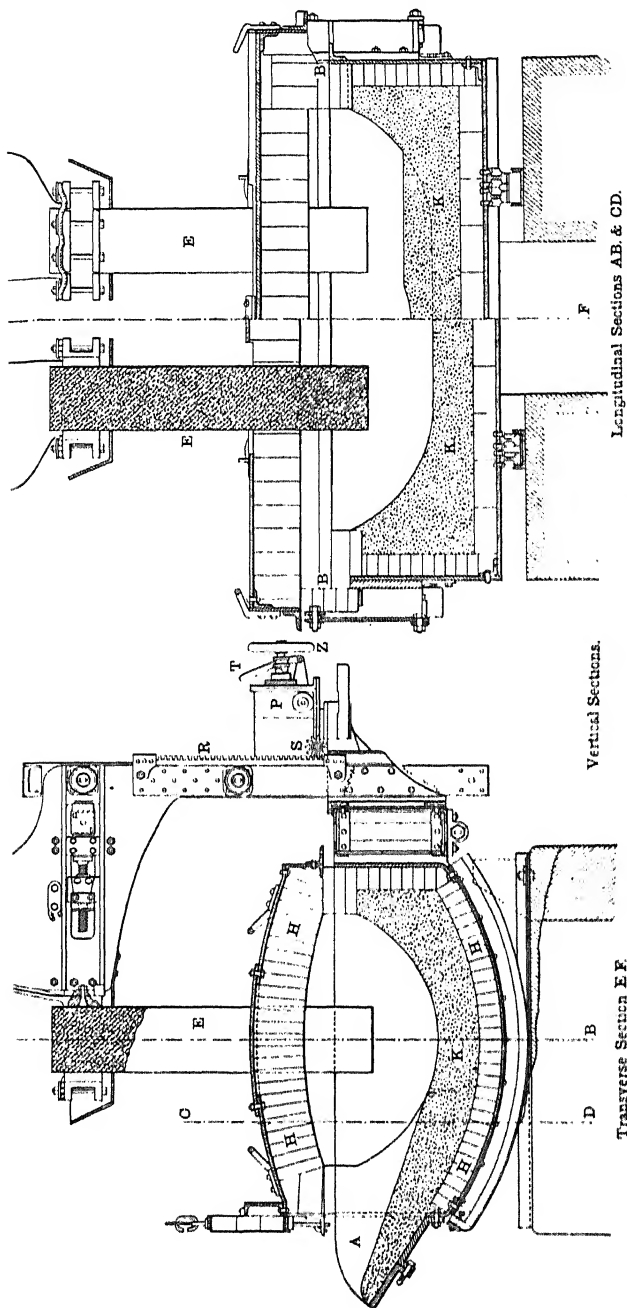 C
E
R
T
P
H
H
S
Z
A
K
H
H
D
B
E
E
B
B
K
K
F
Transverse Section E F.
Vertical Sections.
Longitudinal Sections AB. & CD.